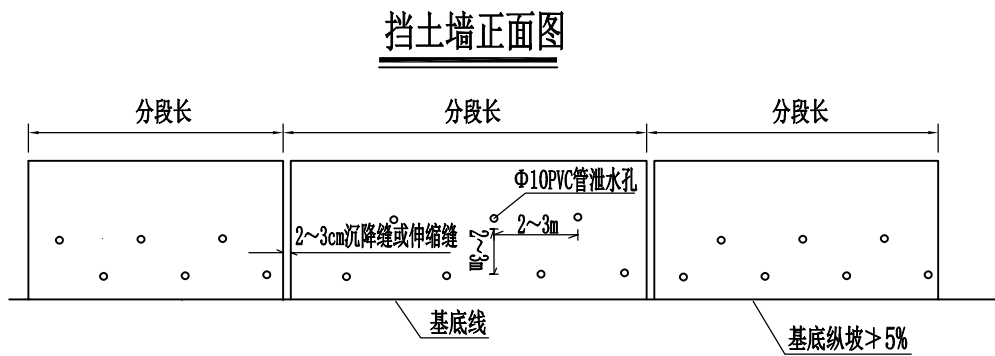 挡土墙正面图
分段长
分段长
分段长
Φ10PVC管泄水孔
2～3m
2～3cm沉降缝或伸缩缝
2～3m
基底线
基底纵坡＞5%